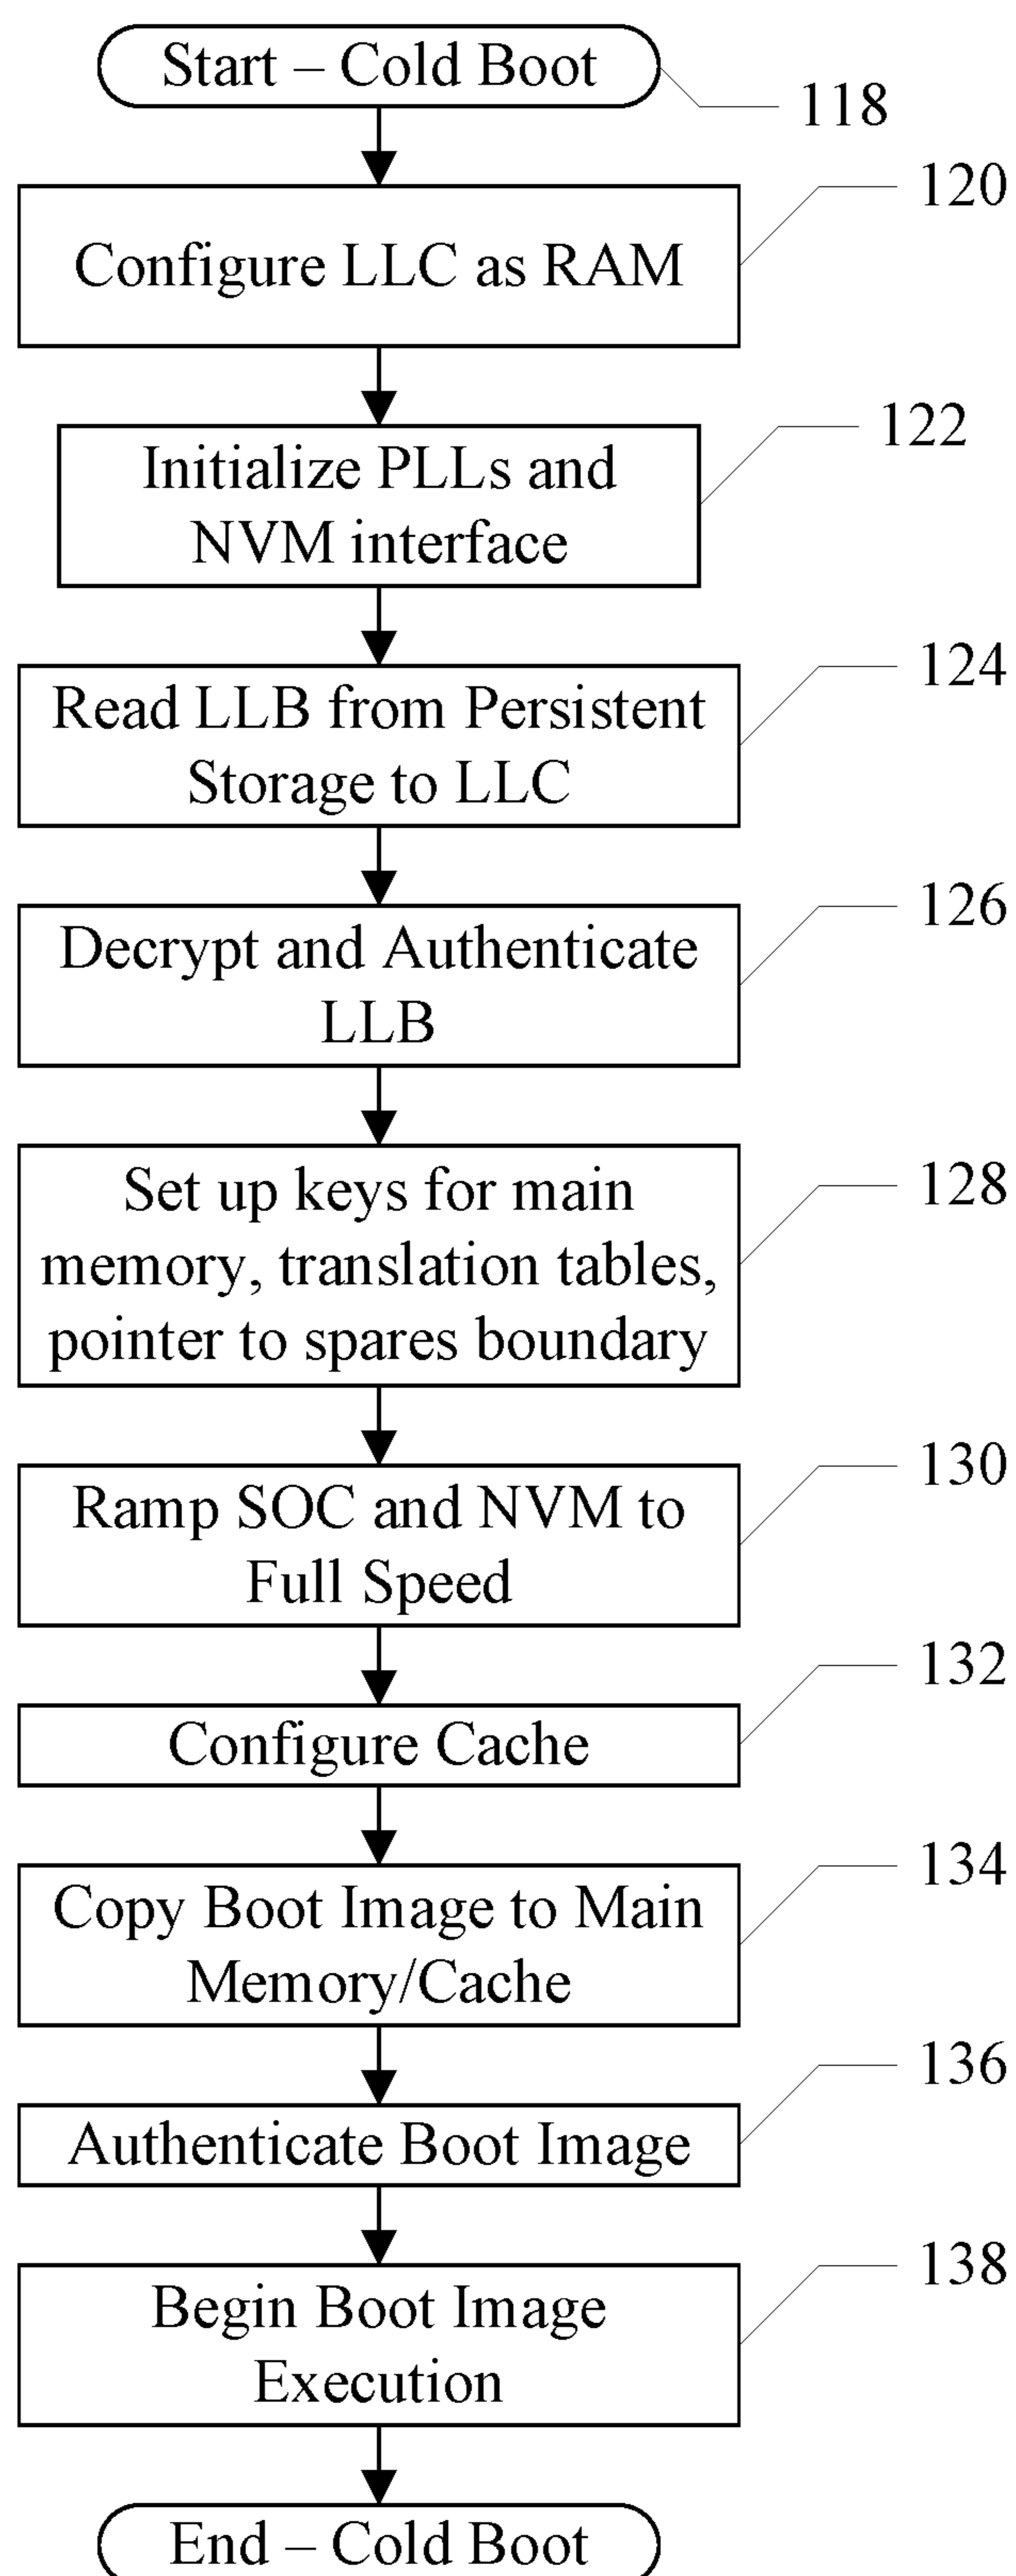 Start – Cold Boot
118
120
Configure LLC as RAM
122
Initialize PLLs and
NVM interface
124
Read LLB from Persistent
Storage to LLC
126
Decrypt and Authenticate
LLB
128
Set up keys for main
memory, translation tables,
pointer to spares boundary
130
Ramp SOC and NVM to
Full Speed
132
Configure Cache
134
Copy Boot Image to Main
Memory/Cache
136
Authenticate Boot Image
138
Begin Boot Image
Execution
End – Cold Boot